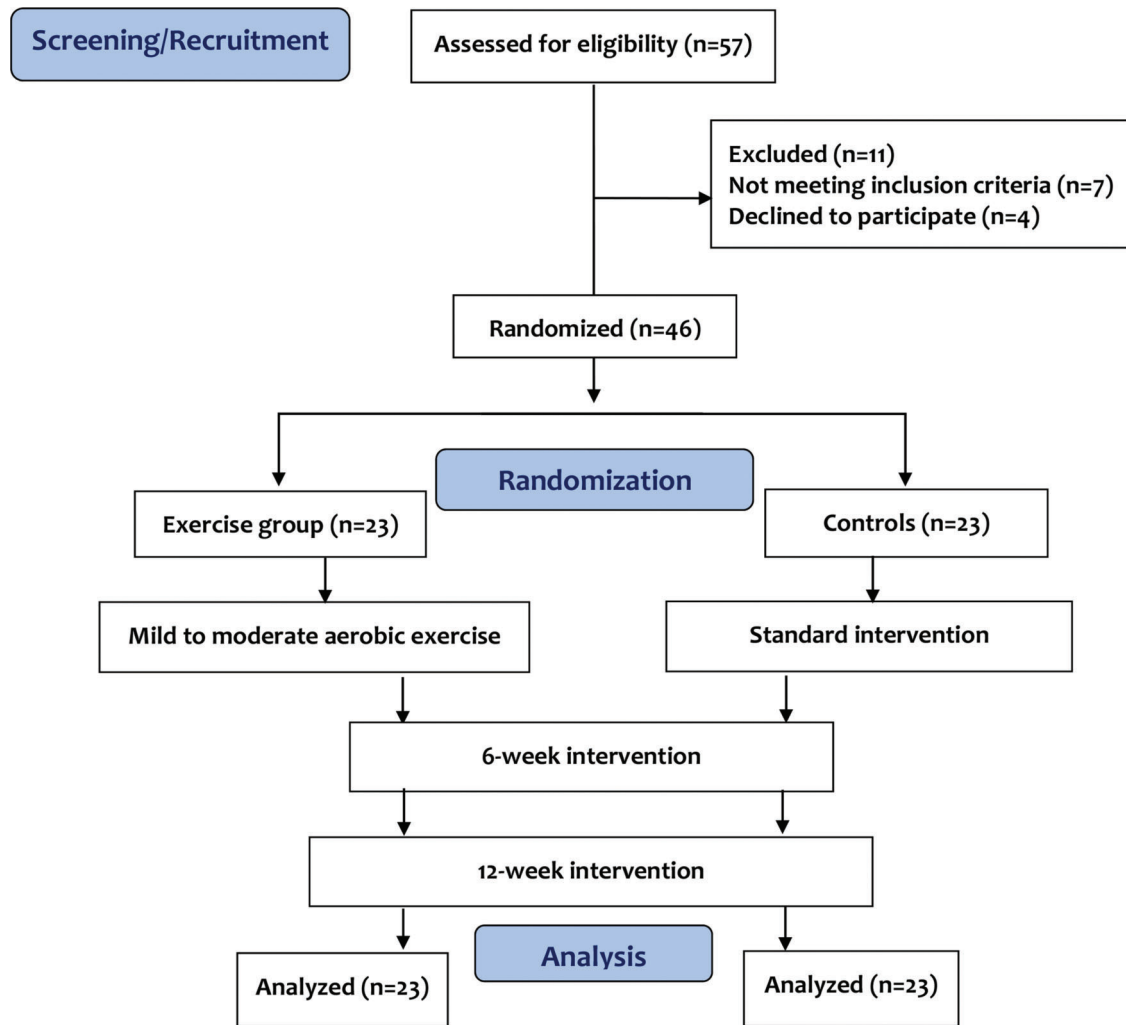 Screening/Recruitment
Assessed for eligibility (n=57)
Excluded (n=11)
Not meeting inclusion criteria (n=7)
Declined to participate (n=4)
Randomized (n=46)
Randomization
Exercise group (n=23)
Controls (n=23)
Mild to moderate aerobic exercise
Standard intervention
6-week intervention
12-week intervention
Analysis
Analyzed (n=23)
Analyzed (n=23)